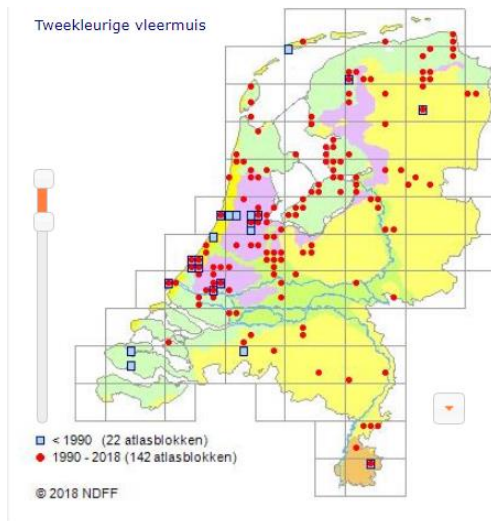 Tweekleurige vleermuis
< 1990 (22 atlasblokken)
1990 - 2018 (142 atlasblokken)
© 2018 NDFF